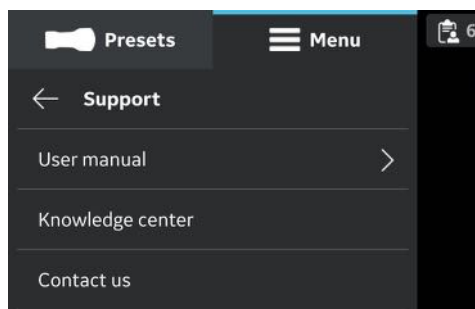 Presets
Menu
6
Support
User manual
Knowledge center
Contact us